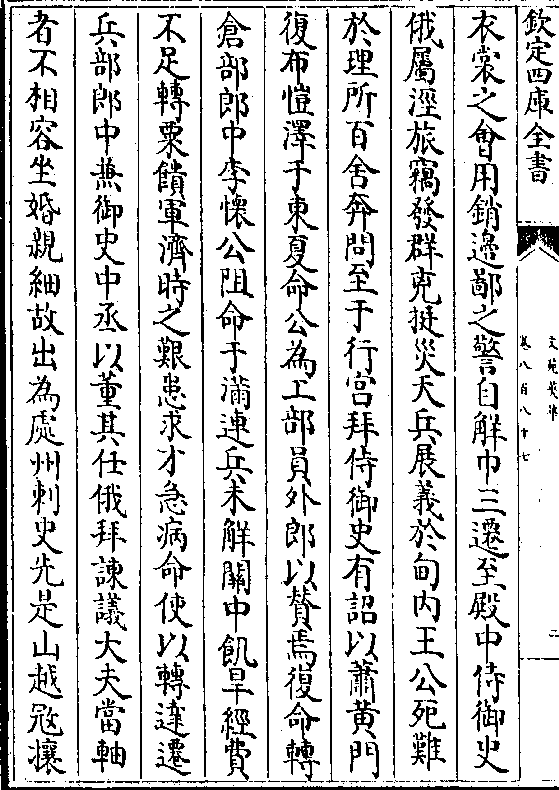 欽定四庫全書
文苑英華
卷八百八十七
二
衣裳之㑹用銷邊鄙之警自解巾三遷至殿中侍御史
俄屬涇旅竊發群克挺災天兵展義於甸内王公死難
於理所百舍奔問至于行宫拜侍御史有詔以蕭黄門
復布愷澤于東夏命公為工部員外郎以賛焉復命轉
倉部郎中李懷公阻命于滿連兵未解闗中飢旱經費
不足轉粟饋軍濟時之艱患求才急病命使以轉達遷
兵部郎中兼御史中丞以董其任俄拜諫議大夫當軸
者不相容坐婚親細故出為處州刺史先是山越㓂攘